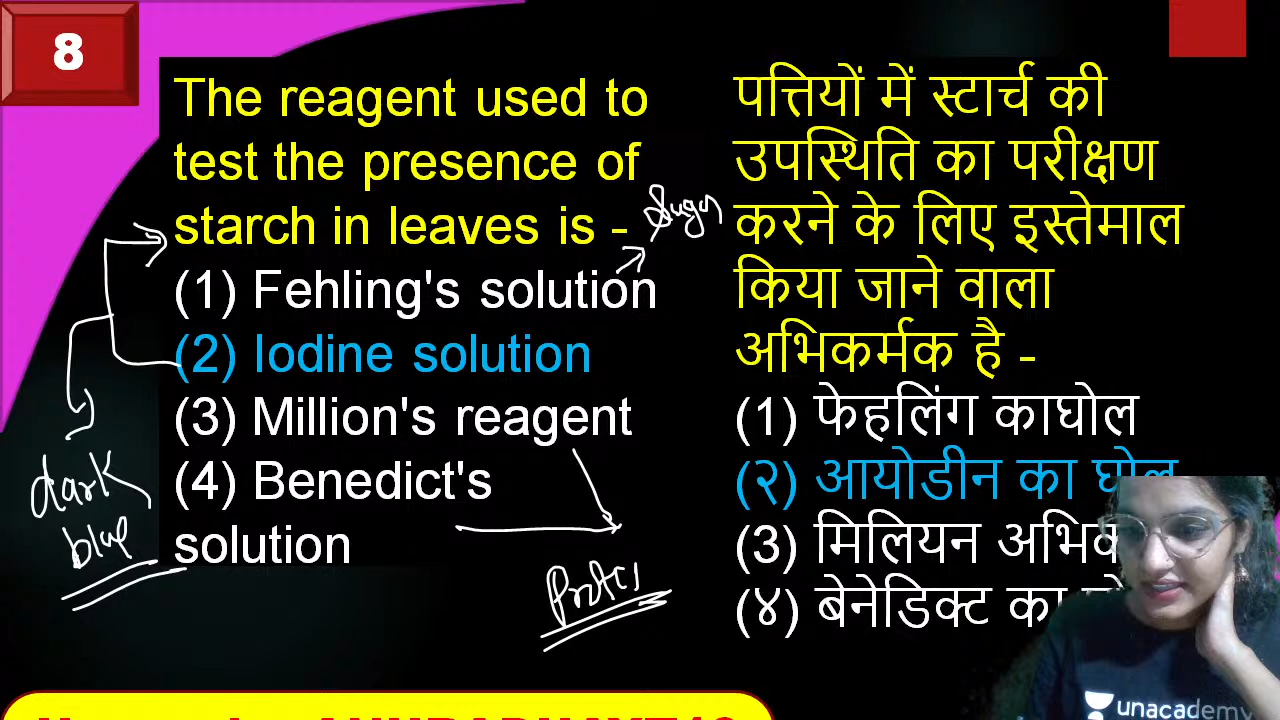 8
The reagent used to
test the presence of
starch in leaves is -
(1) Fehling's solution
(2) Iodine solution
(3) Million's reagent
(4) Benedict's
solution
Sugar
dark
blue
पत्तियों में स्टार्च की
उपस्थिति का परीक्षण
करने के लिए इस्तेमाल
किया जाने वाला
अभिकर्मक है -
(1) फेहलिंग काघोल
(२) आयोडीन का घोल
(3) मिलियन
(४) बेनेडिक्ट का
unacademy